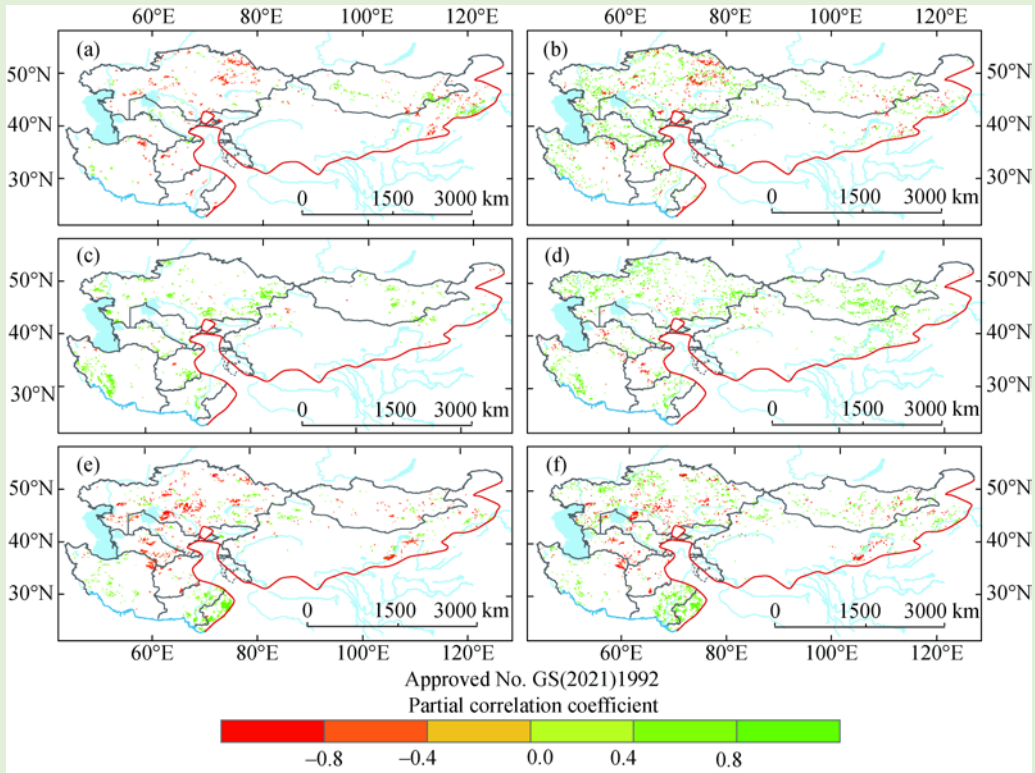 60°E 80°E 100°E 120°E 60°E 80°E 100°E 120°E
(a) (b)
50°N 50°N
40°N 40°N
30°N 30°N
0 1500 3000 km 0 1500 3000 km
(c) (d)
50°N 50°N
40°N 40°N
30°N 30°N
0 1500 3000 km 0 1500 3000 km
(e) (f)
50°N 50°N
40°N 40°N
30°N 30°N
0 1500 3000 km 0 1500 3000 km
60°E 80°E 100°E 120°E 60°E 80°E 100°E 120°E
Approved No. GS(2021)1992
Partial correlation coefficient
–0.8 –0.4 0.0 0.4 0.8